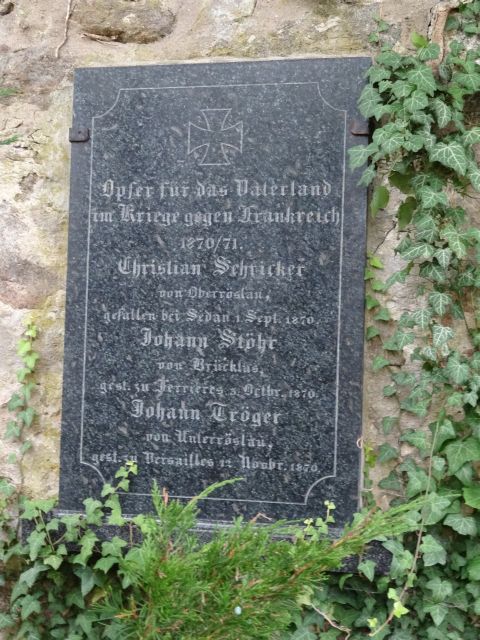 Opfer für das Vaterland
im Kriege gegen Frankreich
1870/71.
Christian Schricker
von Oberröslau,
gefallen bei Sedan 1. Sept. 1870.
Johann Stöhr
von Brücklas,
gest. zu Ferrières 3. Octbr. 1870.
Johann Tröger
von Unterröslau,
gest. zu Versailles 12. Novbr. 1870.